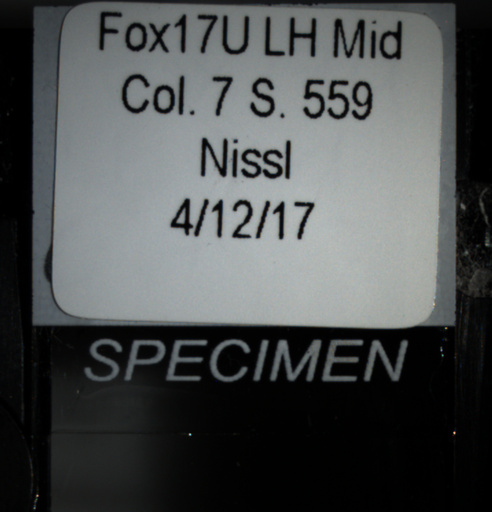 Fox17U LH Mid
Col. 7 S. 559
Nissl
4/12/17
SPECIMEN